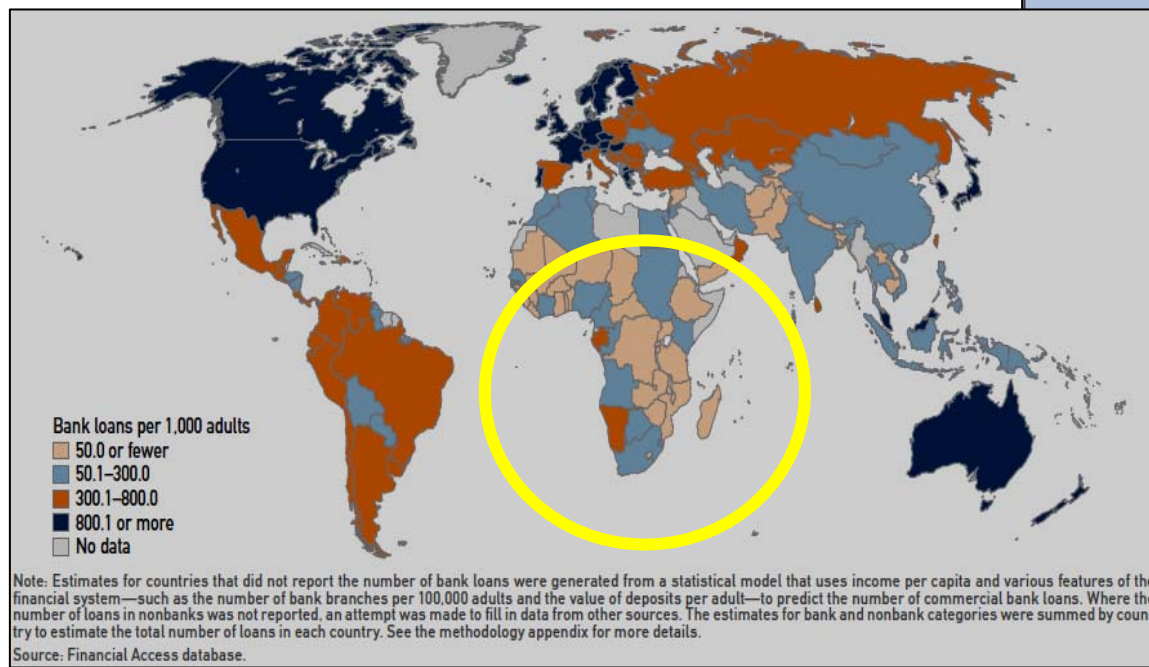 Bank loans per 1,000 adults
50.0 or fewer
50.1–300.0
300.1–800.0
800.1 or more
No data
Note: Estimates for countries that did not report the number of bank loans were generated from a statistical model that uses income per capita and various features of the
financial system—such as the number of bank branches per 100,000 adults and the value of deposits per adult—to predict the number of commercial bank loans. Where the
number of loans in nonbanks was not reported, an attempt was made to fill in data from other sources. The estimates for bank and nonbank categories were summed by coun
try to estimate the total number of loans in each country. See the methodology appendix for more details.
Source: Financial Access database.